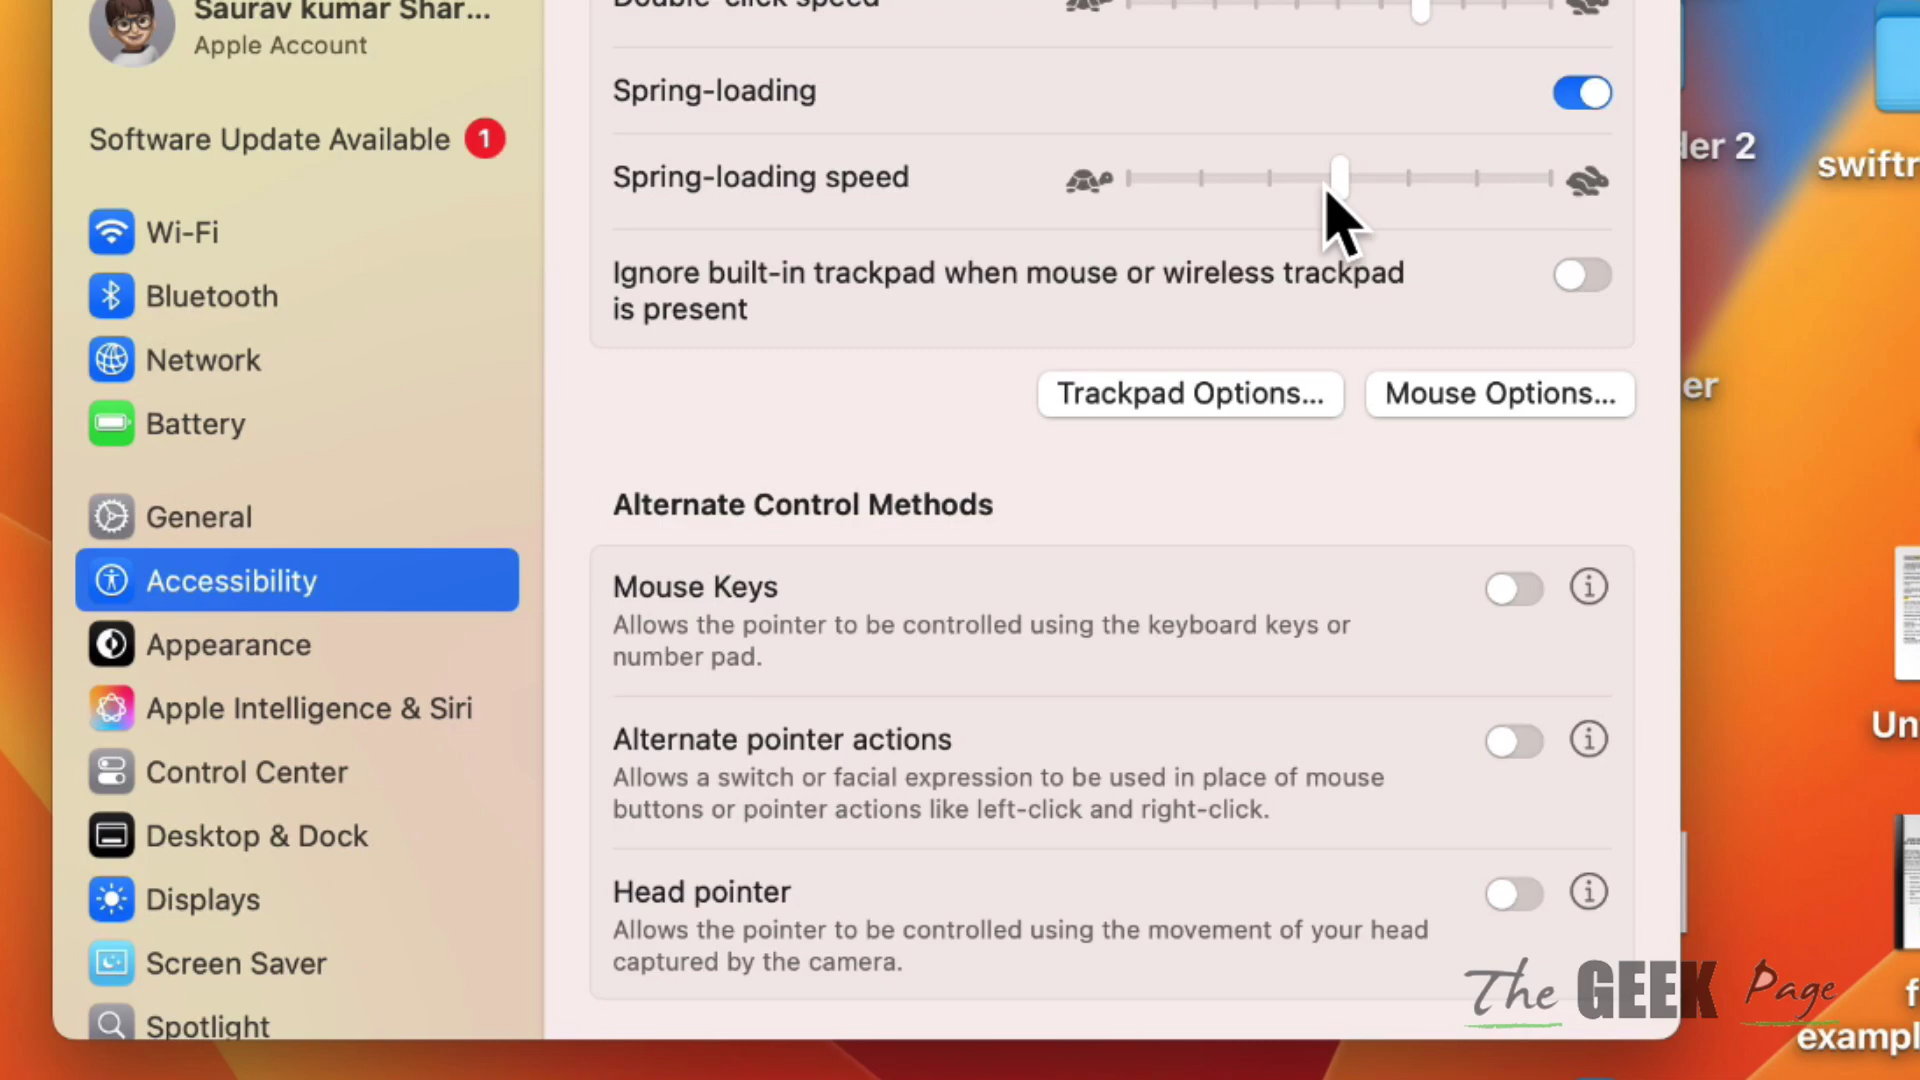 Saurav kumar Shar...
Apple Account
Software Update Available 1
Wi-Fi
Bluetooth
Network
Battery
General
Accessibility
Appearance
Apple Intelligence & Siri
Control Center
Desktop & Dock
Displays
Screen Saver
Spotlight
Double-click speed
Spring-loading
Spring-loading speed
Ignore built-in trackpad when mouse or wireless trackpad
is present
Trackpad Options...
Mouse Options...
Alternate Control Methods
Mouse Keys
Allows the pointer to be controlled using the keyboard keys or
number pad.
Alternate pointer actions
Allows a switch or facial expression to be used in place of mouse
buttons or pointer actions like left-click and right-click.
Head pointer
Allows the pointer to be controlled using the movement of your head
captured by the camera.
der 2
swiftr
er
Un
f
exampl
The GEEK Page